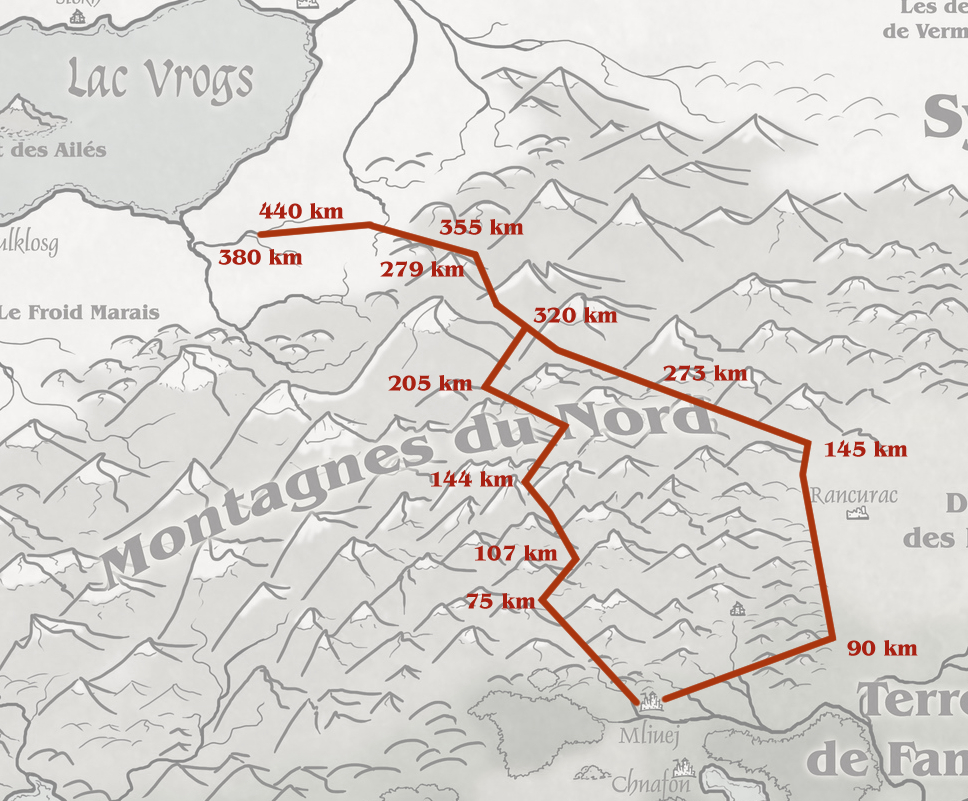 Les de
de Verm
Lac Vrogs
Sy
t des Ailés
440 km
355 km
ulklosg
380 km
279 km
Le Froid Marais
320 km
273 km
205 km
Montagnes du Nord
145 km
144 km
Rancurac
D
des
107 km
75 km
90 km
Terre
Mliuej
de Fan
Chnafon